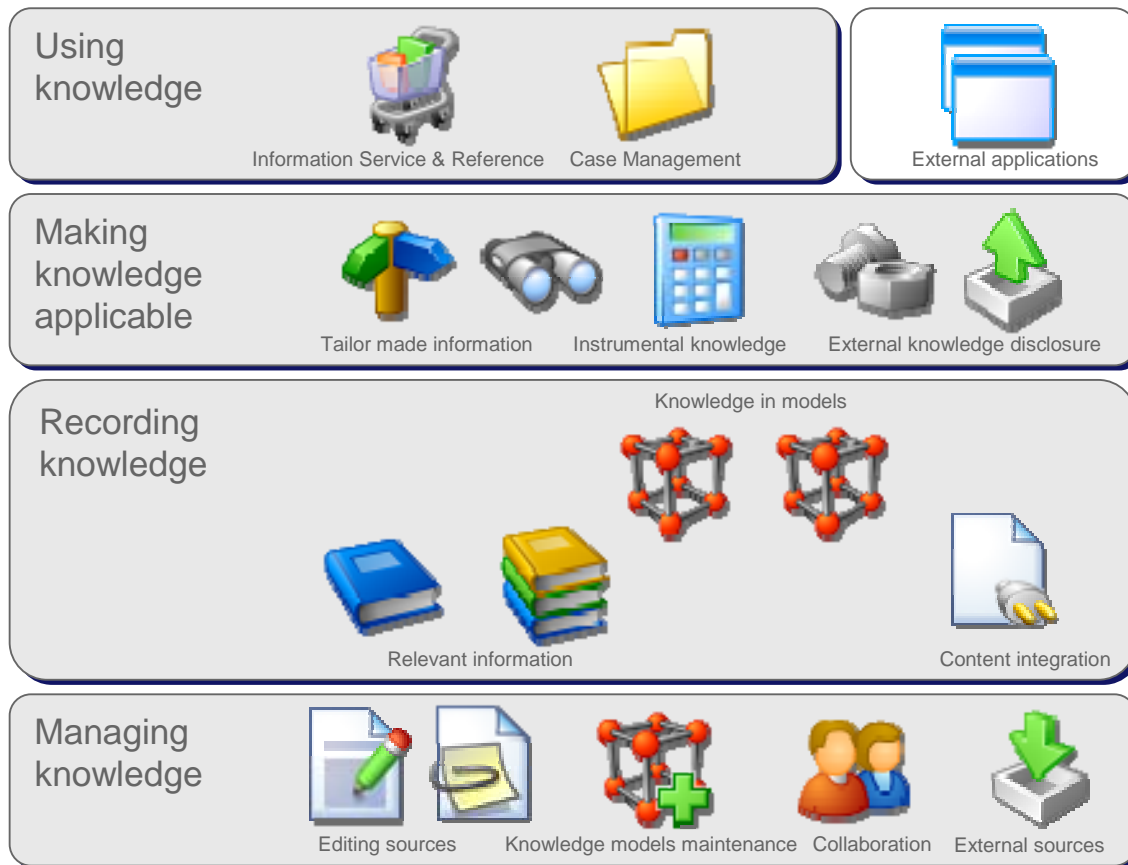 Using
knowledge
Information Service & Reference
Case Management
External applications
Making
knowledge
applicable
Tailor made information
Instrumental knowledge
External knowledge disclosure
Recording
knowledge
Knowledge in models
Relevant information
Content integration
Managing
knowledge
Editing sources
Knowledge models maintenance
Collaboration
External sources